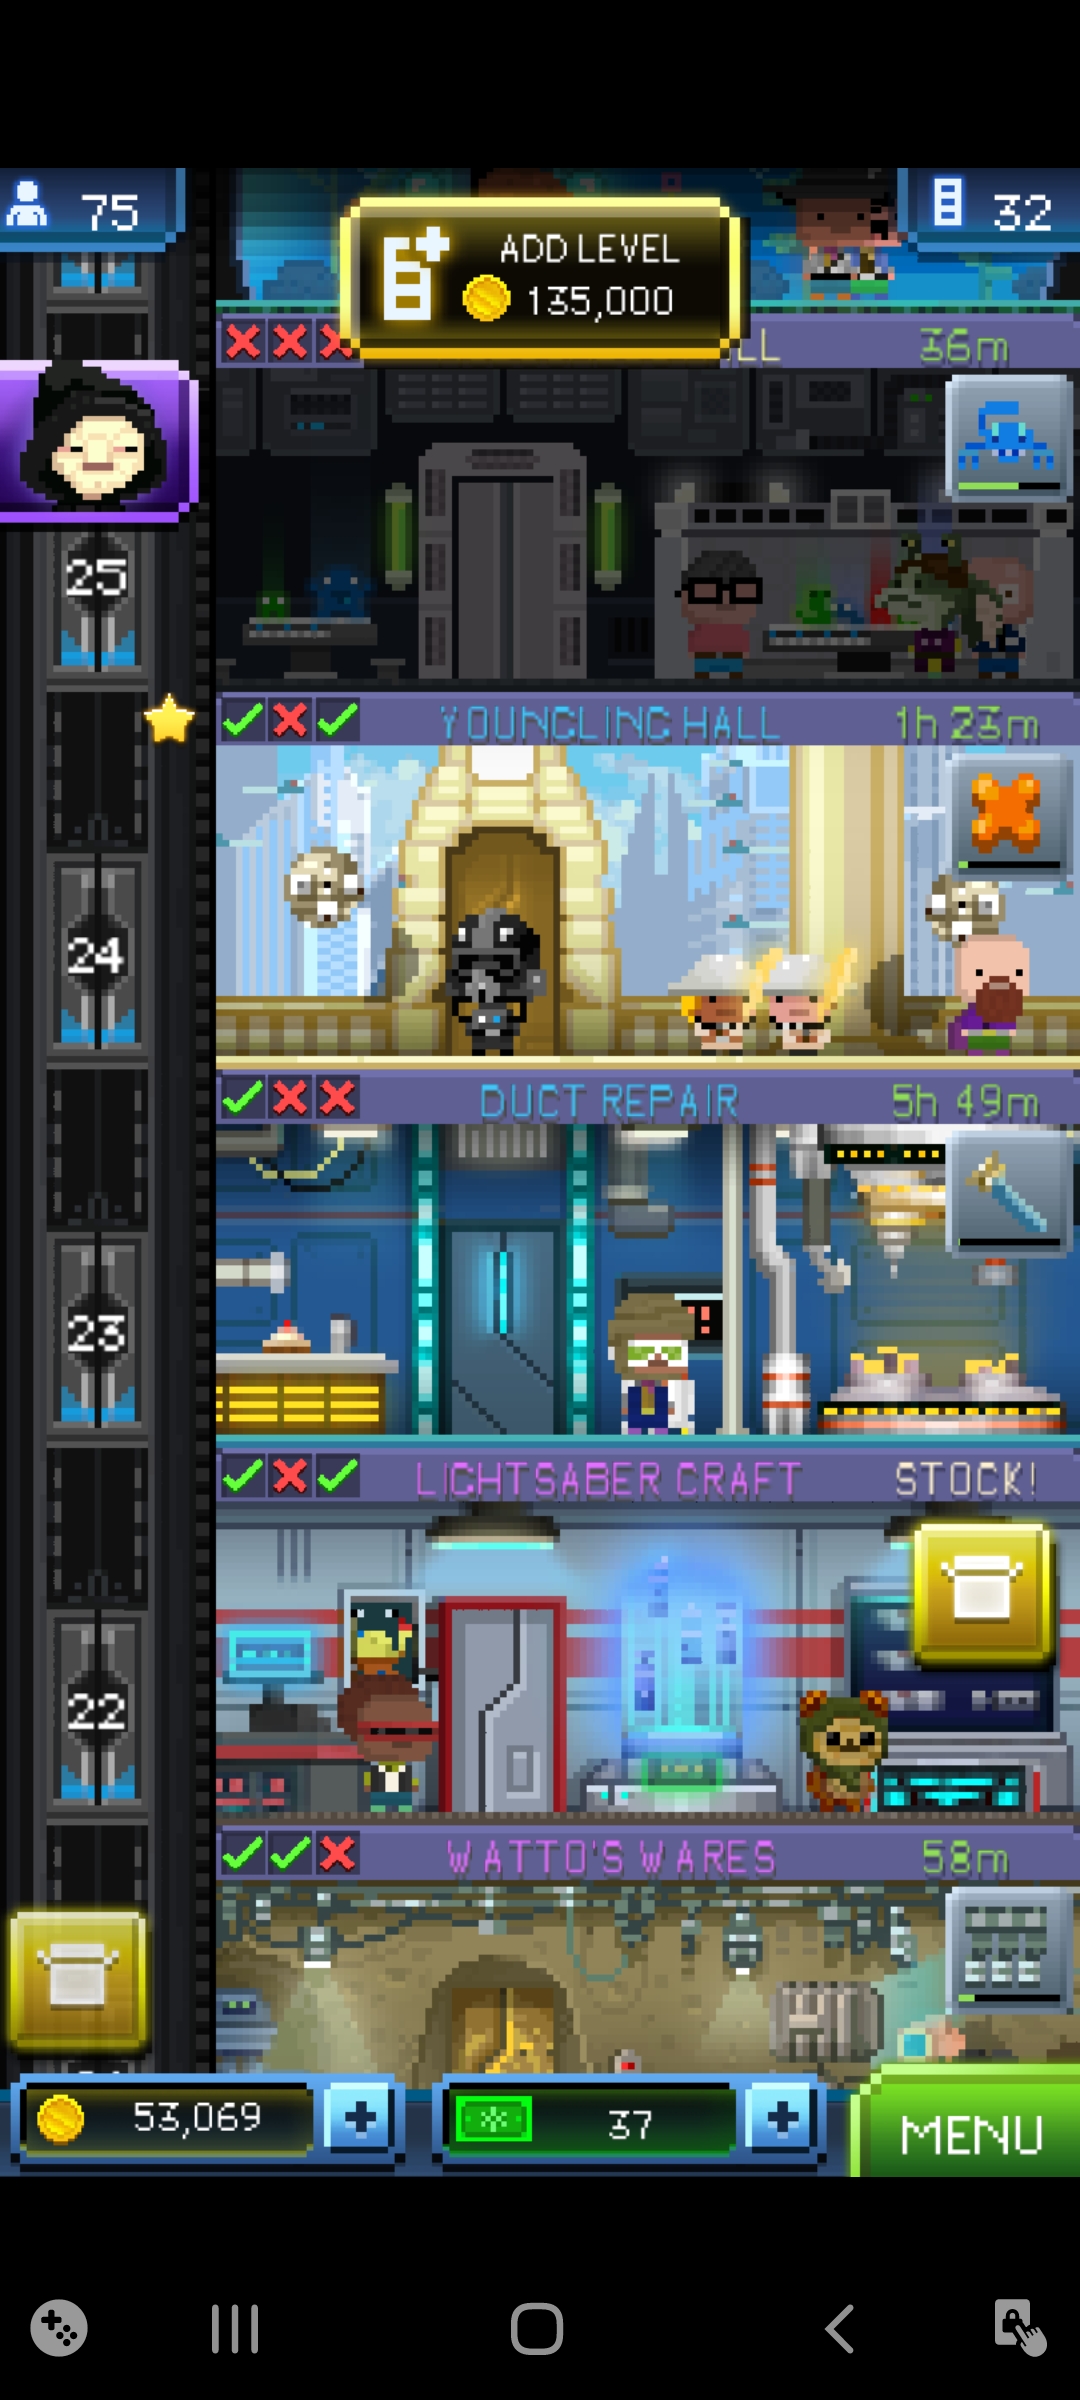 75
32
ADD LEVEL
135,000
LL 36m
25
YOUNGLING HALL 1h 23m
24
DUCT REPAIR 5h 49m
!
23
LIGHTSABER CRAFT STOCK!
22
WATTO'S WARES 58m
53,069 +
37 +
MENU